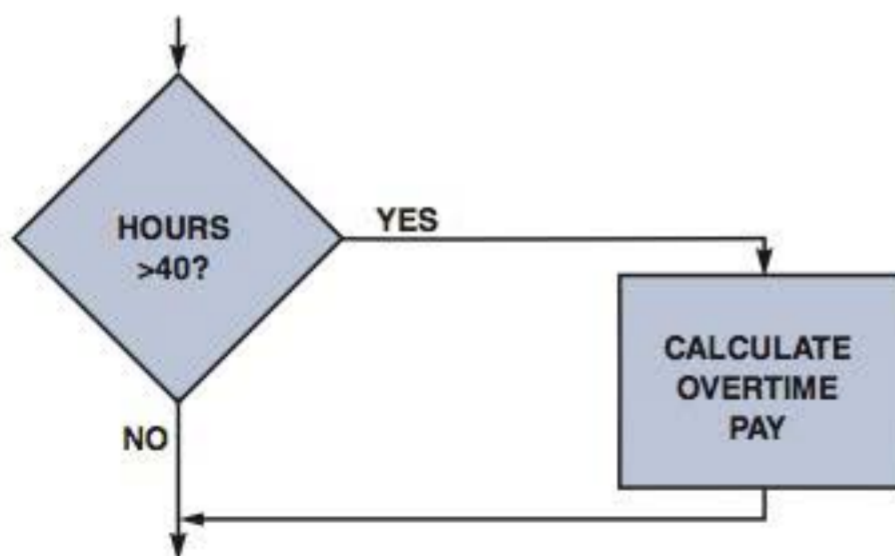 HOURS
>40?
YES
CALCULATE
OVERTIME
PAY
NO